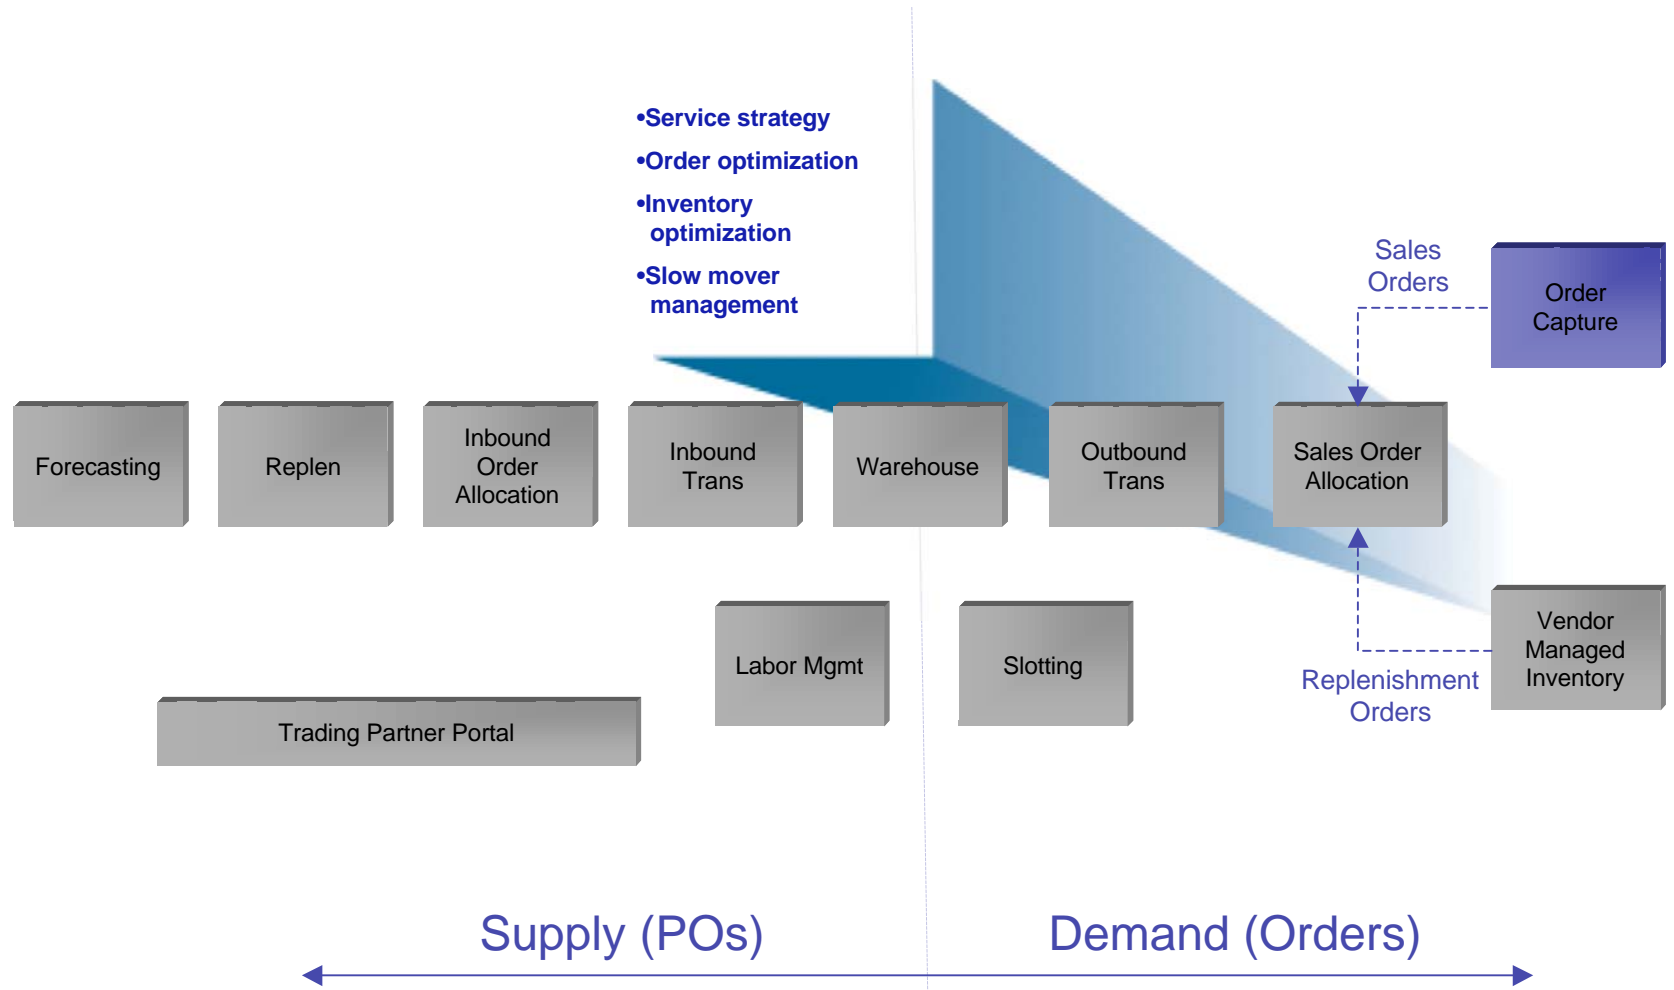 •Service strategy
•Order optimization
•Inventory
optimization
•Slow mover
management
Sales
Orders
Order
Capture
Forecasting
Replen
Inbound
Order
Allocation
Inbound
Trans
Warehouse
Outbound
Trans
Sales Order
Allocation
Labor Mgmt
Slotting
Vendor
Managed
Inventory
Replenishment
Orders
Trading Partner Portal
Supply (POs)
Demand (Orders)